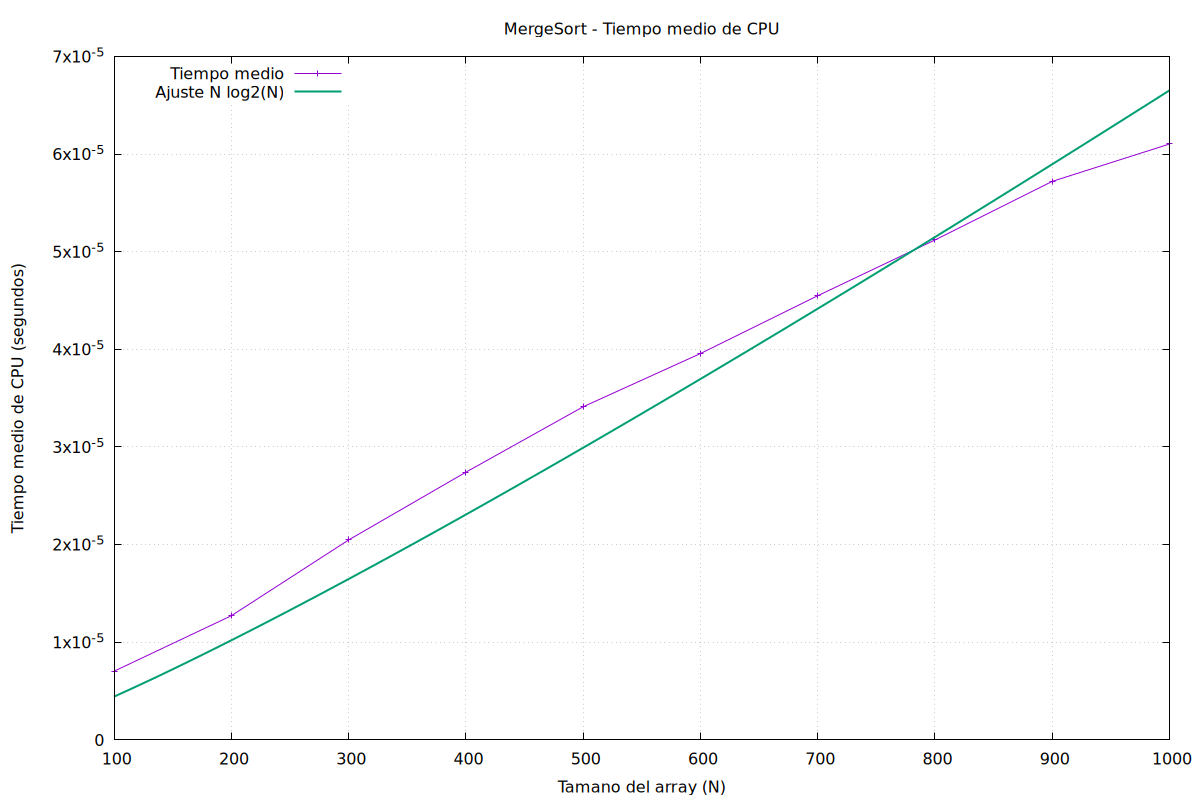 MergeSort - Tiempo medio de CPU
7x10-5
6x10-5
5x10-5
4x10-5
3x10-5
2x10-5
1x10-5
0
Tiempo medio
Ajuste N log2(N)
Tiempo medio de CPU (segundos)
100 200 300 400 500 600 700 800 900 1000
Tamano del array (N)